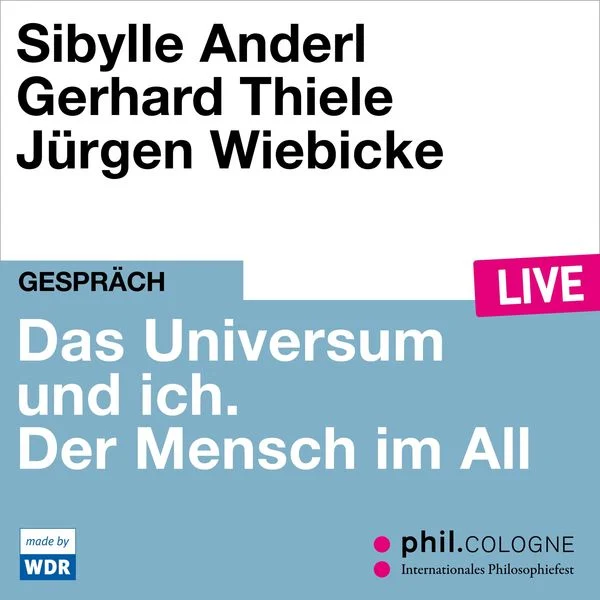 Sibylle Anderl
Gerhard Thiele
Jürgen Wiebicke
GESPRÄCH
LIVE
Das Universum
und ich.
Der Mensch im All
made by
WDR
phil.COLOGNE
Internationales Philosophiefest